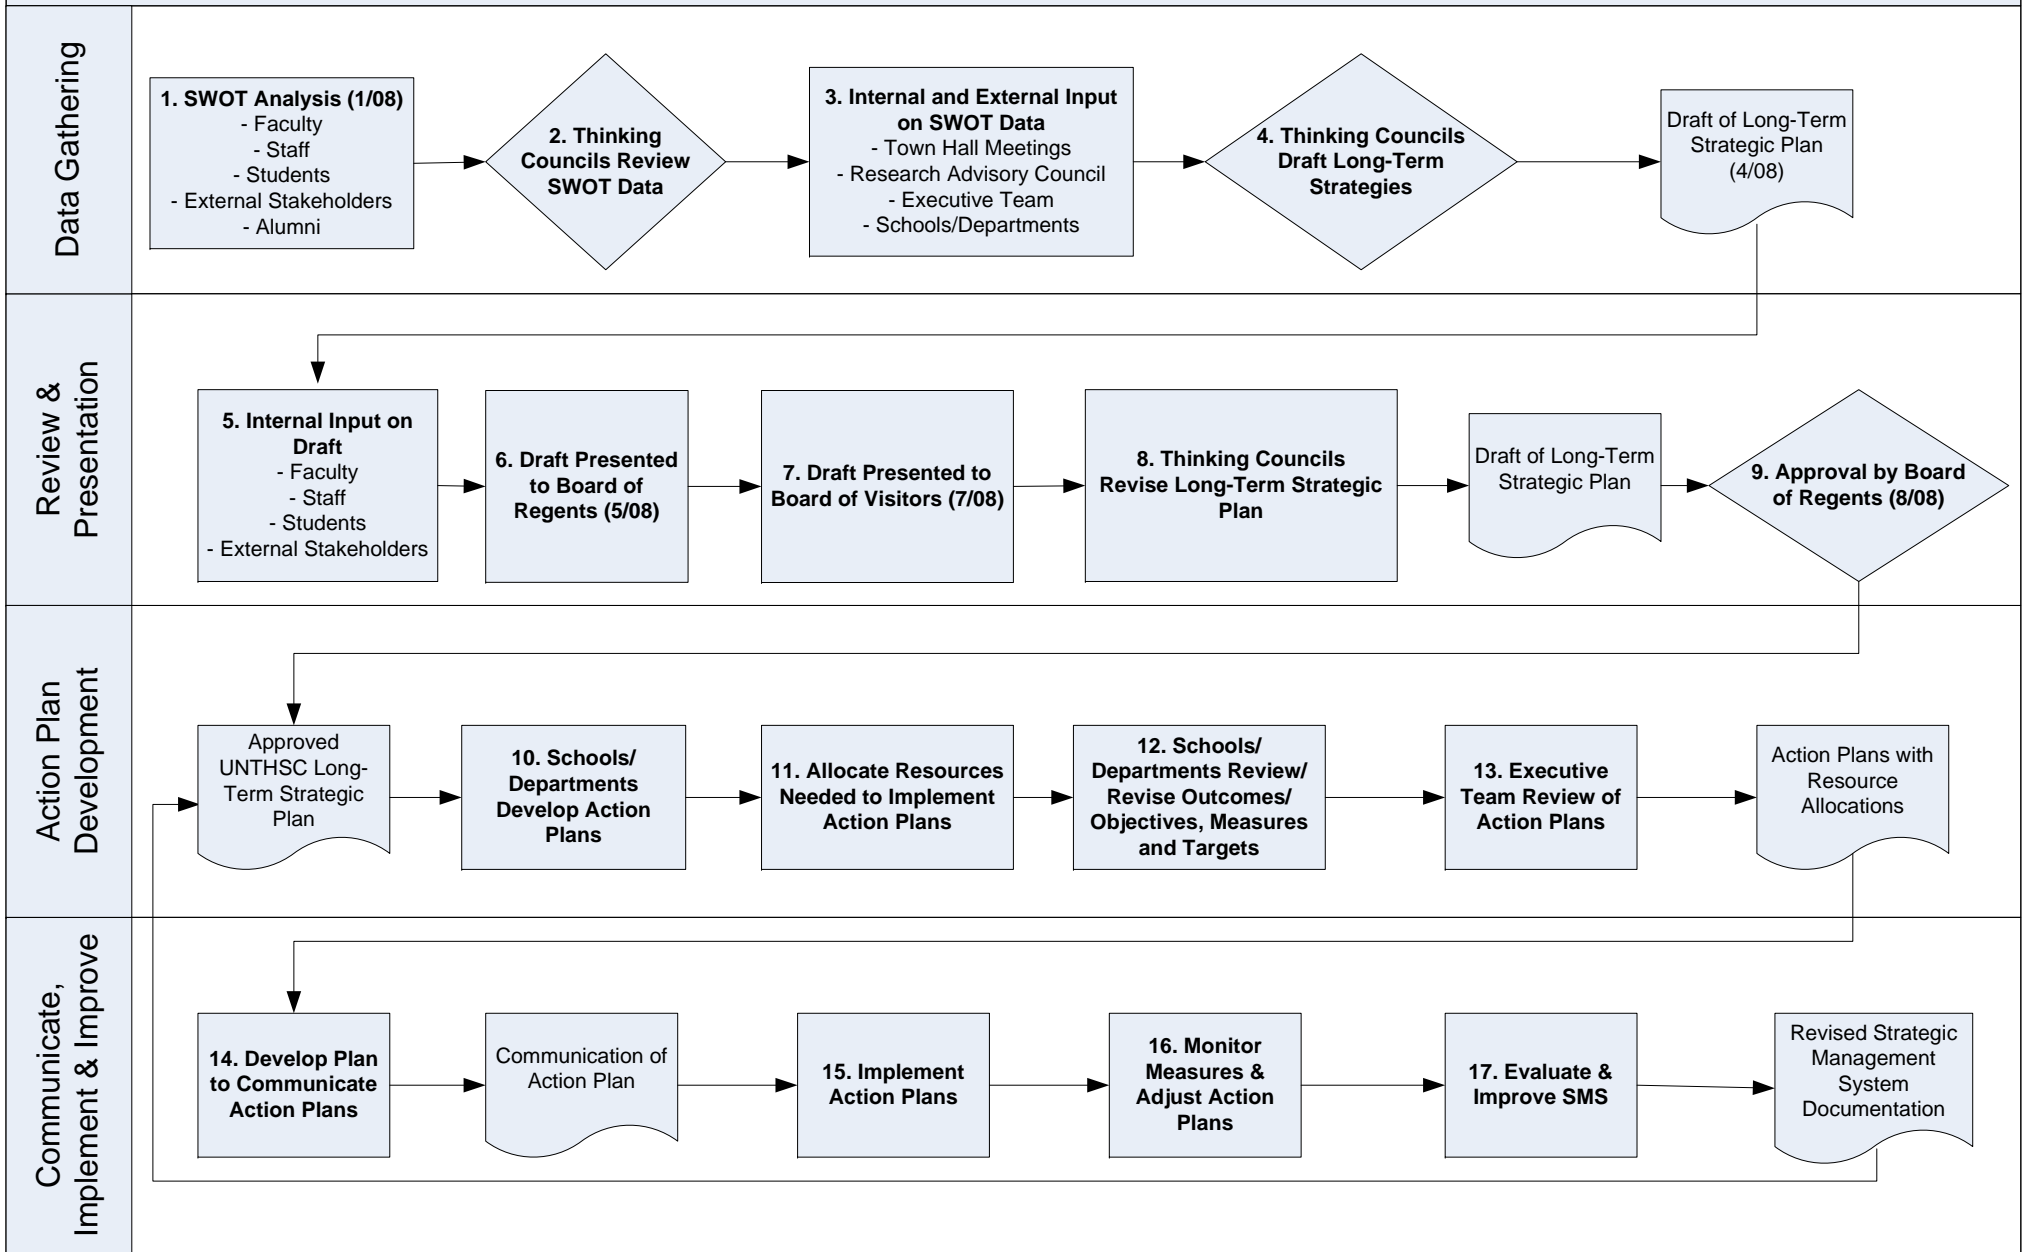 Data Gathering
1. SWOT Analysis (1/08)
- Faculty
- Staff
- Students
- External Stakeholders
- Alumni
2. Thinking
Councils Review
SWOT Data
3. Internal and External Input
on SWOT Data
- Town Hall Meetings
- Research Advisory Council
- Executive Team
- Schools/Departments
4. Thinking Councils
Draft Long-Term
Strategies
Draft of Long-Term
Strategic Plan
(4/08)
Review &
Presentation
5. Internal Input on
Draft
- Faculty
- Staff
- Students
- External Stakeholders
6. Draft Presented
to Board of
Regents (5/08)
7. Draft Presented to
Board of Visitors (7/08)
8. Thinking Councils
Revise Long-Term Strategic
Plan
Draft of Long-Term
Strategic Plan
9. Approval by Board
of Regents (8/08)
Action Plan
Development
Approved
UNTHSC Long-
Term Strategic
Plan
10. Schools/
Departments
Develop Action
Plans
11. Allocate Resources
Needed to Implement
Action Plans
12. Schools/
Departments Review/
Revise Outcomes/
Objectives, Measures
and Targets
13. Executive
Team Review of
Action Plans
Action Plans with
Resource
Allocations
Communicate,
Implement & Improve
14. Develop Plan
to Communicate
Action Plans
Communication of
Action Plan
15. Implement
Action Plans
16. Monitor
Measures &
Adjust Action
Plans
17. Evaluate &
Improve SMS
Revised Strategic
Management
System
Documentation